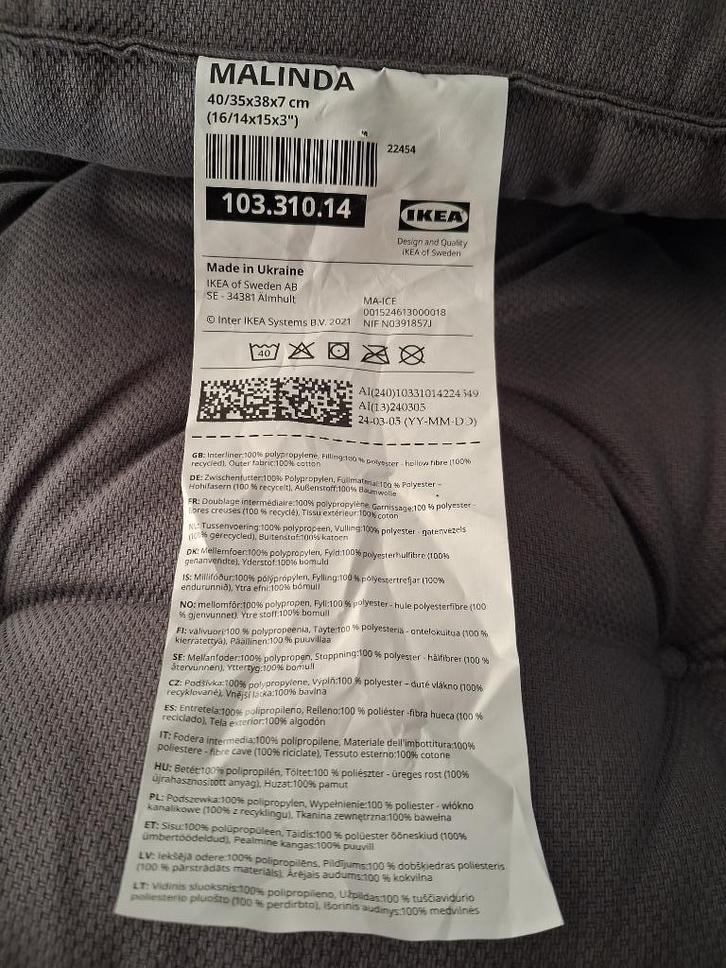 MALINDA
40/35x38x7 cm
(16/14x15x3")
22454
103.310.14
IKEA
Design and Quality
IKEA of Sweden
Made in Ukraine
IKEA of Sweden AB
SE - 34381 Älmhult
© Inter IKEA Systems B.V. 2021
MA-ICE
001524613000018
NIF N0391857J
40
AI(240)10331014224549
AI(13)240305
24-03-05 (YY-MM-DD)
GB: Interliner:100% polypropylene, Filling:100 % polyester - hollow fibre (100%
recycled), Outer fabric:100% cotton
DE: Zwischenfutter:100% Polypropylen, Füllmaterial:100 % Polyester –
Hohlfasern (100 % recycelt), Außenstoff:100% Baumwolle
FR: Doublage intermédiaire:100% polypropylène, Garnissage:100 % polyester -
fibres creuses (100 % recyclé), Tissu extérieur:100% coton
NL: Tussenvoering:100% polypropeen, Vulling:100% polyester - gatenvezels
(100% gerecycled), Buitenstof:100% katoen
DK: Mellemfoer:100% polypropylen, Fyld:100% polyesterhulfibre (100%
genanvendte), Yderstof:100% bomuld
IS: Millifóður:100% pólýprópýlen, Fylling:100 % pólýestertrefjar (100%
endurunnið), Ytra efni:100% bómull
NO: mellomfôr:100% polypropen, Fyll:100 % polyester - hule polyesterfibre (100
% gjenvunnet), Ytre stoff:100% bomull
FI: välivuori:100 % polypropeenia, Täyte:100 % polyesteriä - ontelokuitua (100 %
kierrätettyä), Päällinen:100 % puuvillaa
SE: Mellanfoder:100% polypropen, Stoppning:100 % polyester - hålfibrer (100 %
återvunnen), Yttertyg:100% bomull
CZ: Podšívka:100% polypropylene, Výplň:100 % polyester – duté vlákno (100%
recyklované), Vnější látka:100% bavlna
ES: Entretela:100% polipropileno, Relleno:100 % poliéster -fibra hueca (100 %
reciclado), Tela exterior:100% algodón
IT: Fodera intermedia:100% polipropilene, Materiale dell'imbottitura:100%
poliestere - fibre cave (100% riciclate), Tessuto esterno:100% cotone
HU: Betét:100% polipropilén, Töltet:100 % poliészter - üreges rost (100%
újrahasznosított anyag), Huzat:100% pamut
PL: Podszewka:100% polipropylen, Wypełnienie:100 % poliester - włókno
kanalikowe (100% z recyklingu), Tkanina zewnętrzna:100% bawełna
ET: Sisu:100% polüpropüleen, Täidis:100 % polüester õõneskiud (100 %
ümbertöödeldud), Pealmine kangas:100% puuvill
LV: Iekšējā odere:100% polipropilēns, Pildījums:100 % dobšķiedras poliesteris
(100 % pārstrādāts materiāls), Ārējais audums:100 % kokvilna
LT: Vidinis sluoksnis:100% polipropileno, Užpildas:100 % tuščiavidurio
poliesterio pluošto (100 % perdirbto), Išorinis audinys:100% medvilnės